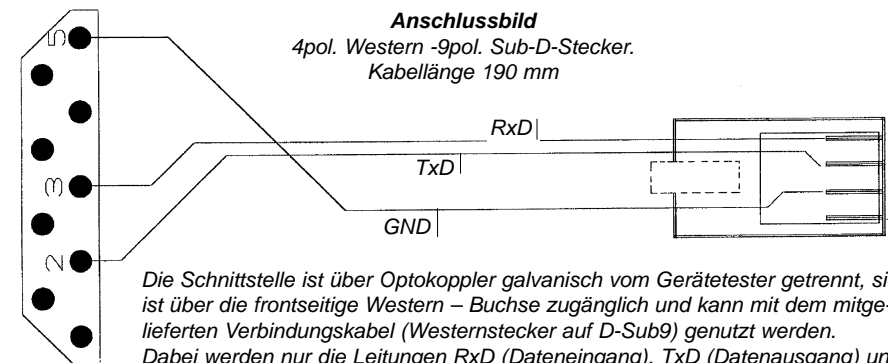 Anschlussbild
4pol. Western -9pol. Sub-D-Stecker.
Kabellänge 190 mm
5
RxD
TxD
3
GND
2
Die Schnittstelle ist über Optokoppler galvanisch vom Gerätetester getrennt, si
ist über die frontseitige Western – Buchse zugänglich und kann mit dem mitge-
lieferten Verbindungskabel (Westernstecker auf D-Sub9) genutzt werden.
Dabei werden nur die Leitungen RxD (Dateneingang), TxD (Datenausgang) un